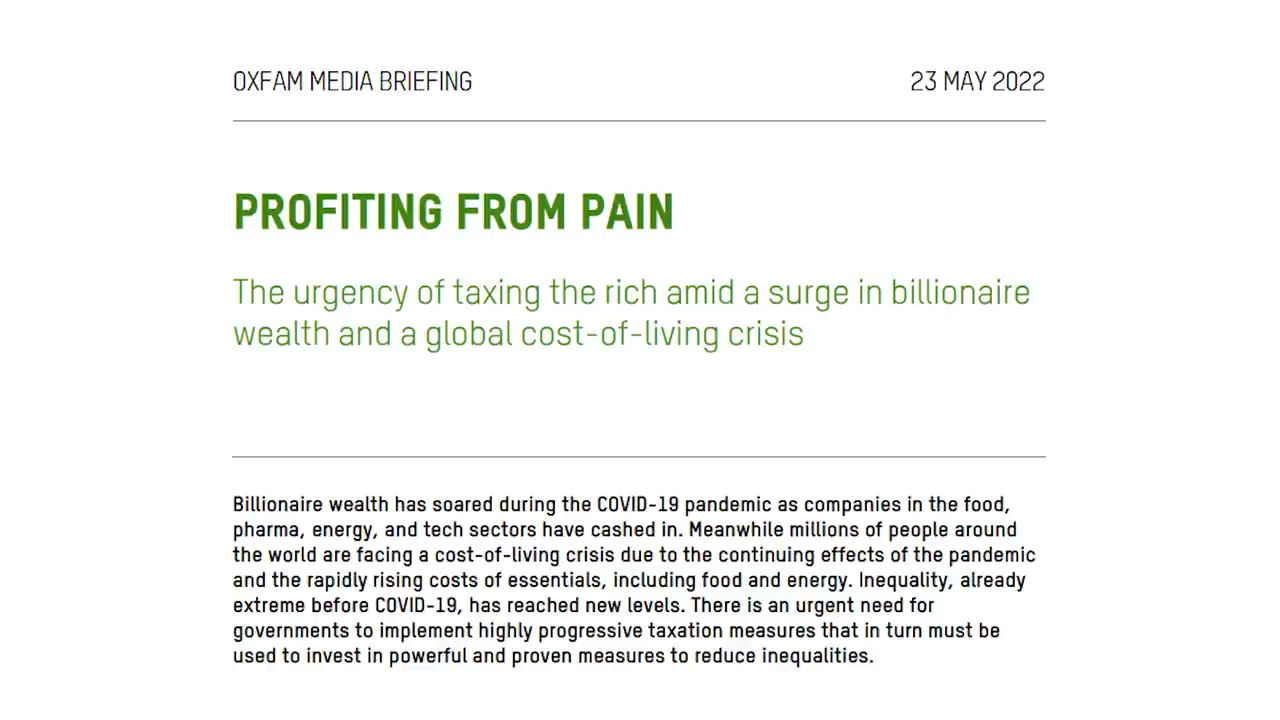 OXFAM MEDIA BRIEFING 23 MAY 2022
PROFITING FROM PAIN
The urgency of taxing the rich amid a surge in billionaire
wealth and a global cost-of-living crisis
Billionaire wealth has soared during the COVID-19 pandemic as companies in the food,
pharma, energy, and tech sectors have cashed in. Meanwhile millions of people around
the world are facing a cost-of-living crisis due to the continuing effects of the pandemic
and the rapidly rising costs of essentials, including food and energy. Inequality, already
extreme before COVID-19, has reached new levels. There is an urgent need for
governments to implement highly progressive taxation measures that in turn must be
used to invest in powerful and proven measures to reduce inequalities.